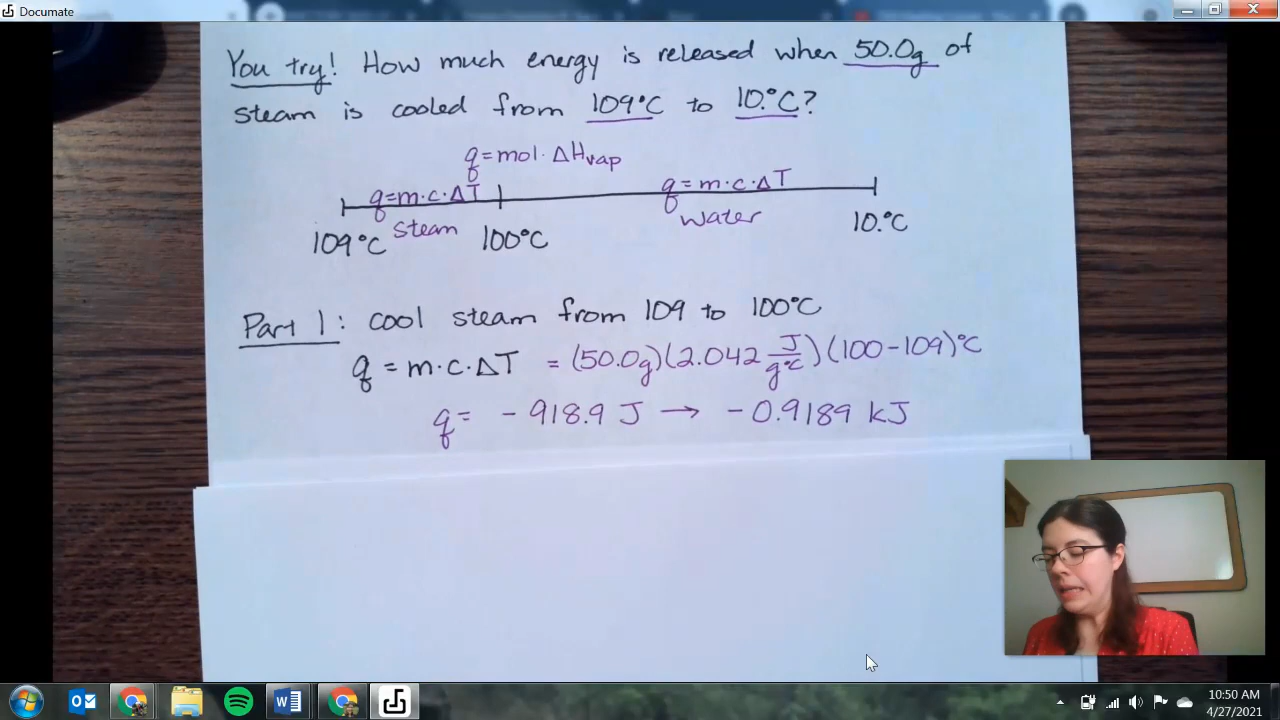 Documate
You try! How much energy is released when 50.0g of
steam is cooled from 109°C to 10.°C?
q=mol·ΔHvap
q=m·c·ΔT
q=m·c·ΔT
steam
water
109°C
100°C
10.°C
Part 1: cool steam from 109 to 100°C
q = m·c·ΔT = (50.0g)(2.042 J/g°C)(100-109)°C
q = -918.9 J → -0.9189 kJ
10:50 AM
4/27/2021